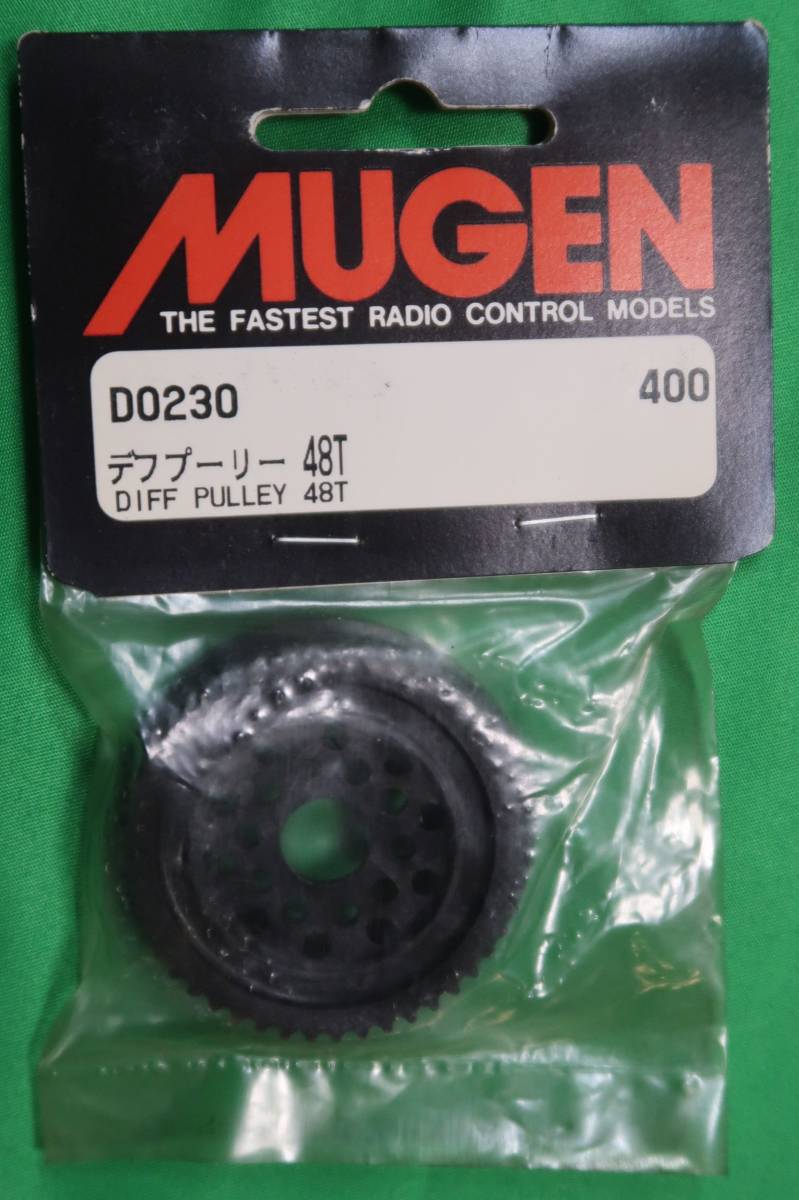 MUGEN
THE FASTEST RADIO CONTROL MODELS
D0230 400
デフプーリー 48T
DIFF PULLEY 48T